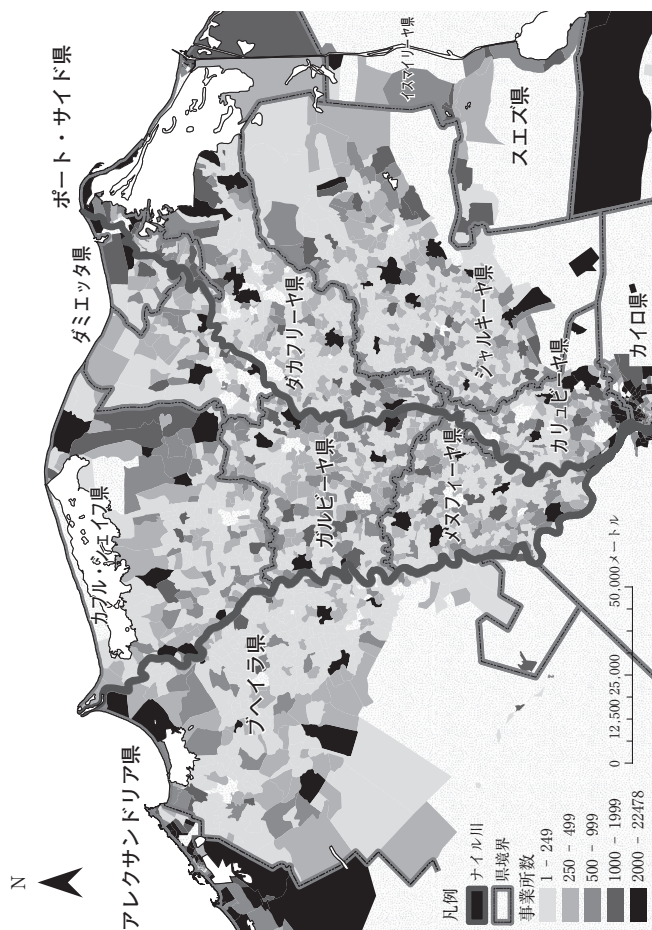 N
アレクサンドリア県
ブヘイラ県
カフル・シェイフ県
ガルビーヤ県
メヌフィーヤ県
ダミエッタ県
ダカフリーヤ県
シャルキーヤ県
カリュビーヤ県
カイロ県
ポート・サイド県
イスマイリーヤ県
スエズ県
凡例
ナイル川
県境界
事業所数
1 - 249
250 - 499
500 - 999
1000 - 1999
2000 - 22478
0 12,500 25,000 50,000メートル